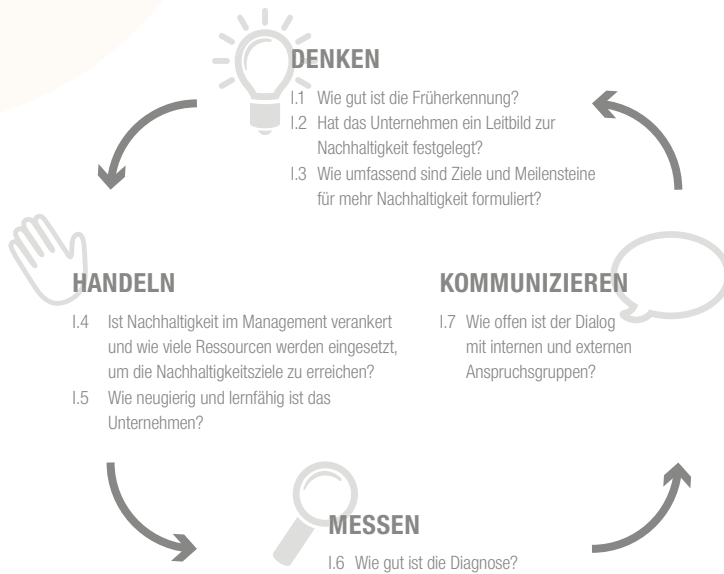 DENKEN
I.1 Wie gut ist die Früherkennung?
I.2 Hat das Unternehmen ein Leitbild zur
Nachhaltigkeit festgelegt?
I.3 Wie umfassend sind Ziele und Meilensteine
für mehr Nachhaltigkeit formuliert?
HANDELN
I.4 Ist Nachhaltigkeit im Management verankert
und wie viele Ressourcen werden eingesetzt,
um die Nachhaltigkeitsziele zu erreichen?
I.5 Wie neugierig und lernfähig ist das
Unternehmen?
KOMMUNIZIEREN
I.7 Wie offen ist der Dialog
mit internen und externen
Anspruchsgruppen?
MESSEN
I.6 Wie gut ist die Diagnose?